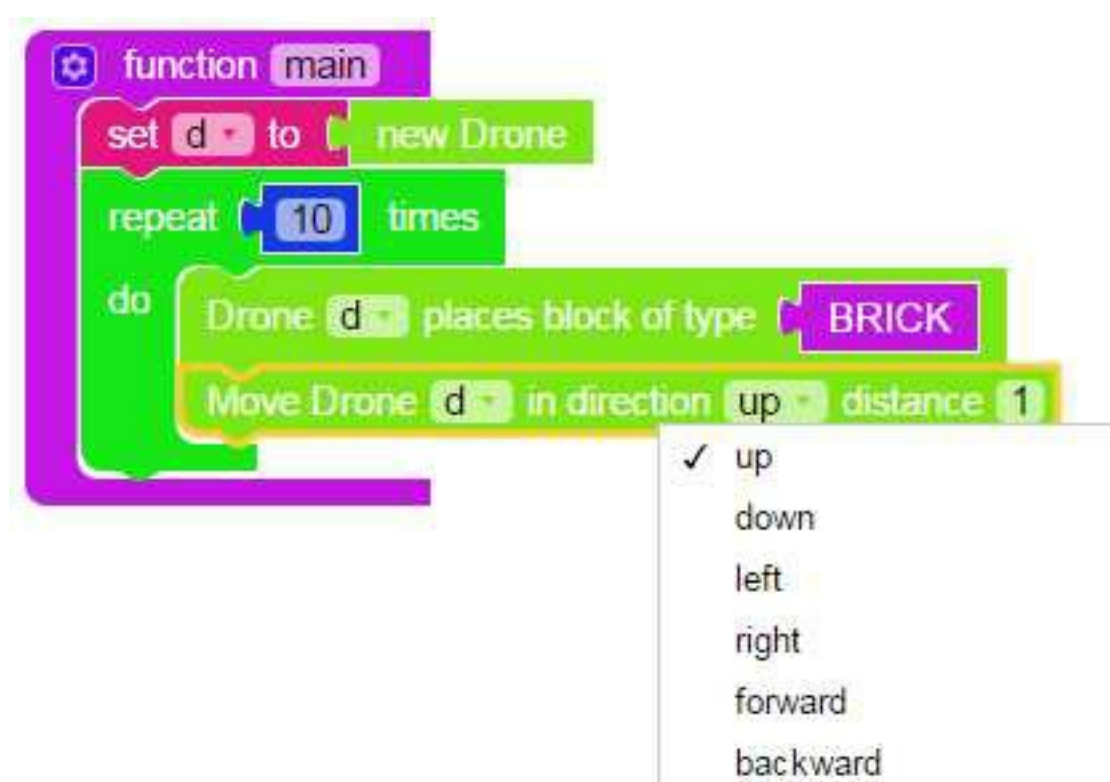 function main
set d to new Drone
repeat 10 times
do
Drone d places block of type BRICK
Move Drone d in direction up distance 1
✓ up
down
left
right
forward
backward